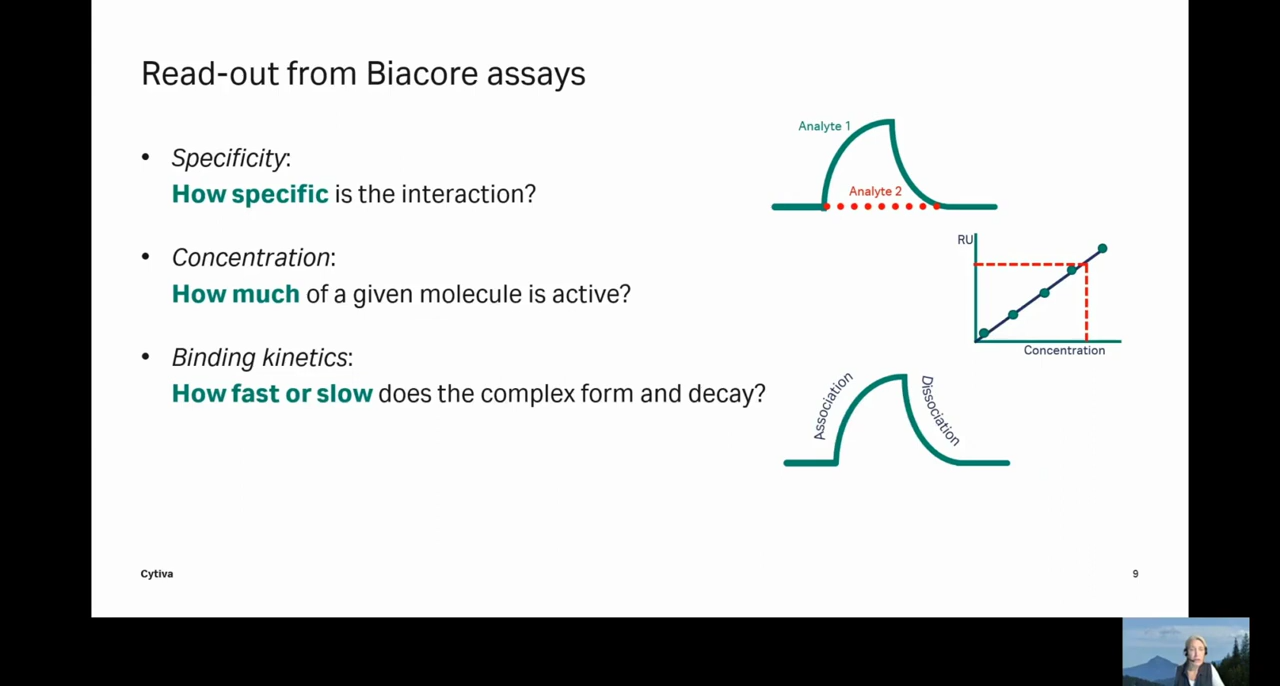 Read-out from Biacore assays
• Specificity:
How specific is the interaction?
• Concentration:
How much of a given molecule is active?
• Binding kinetics:
How fast or slow does the complex form and decay?
Analyte 1
Analyte 2
RU
Concentration
Association
Dissociation
Cytiva
9